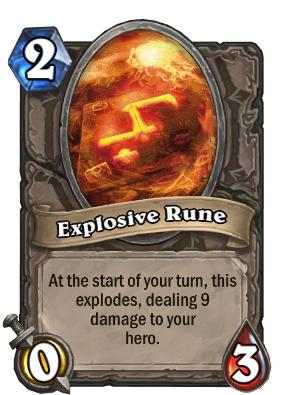 2
Explosive Rune
At the start of your turn, this
explodes, dealing 9
damage to your
hero.
0
3